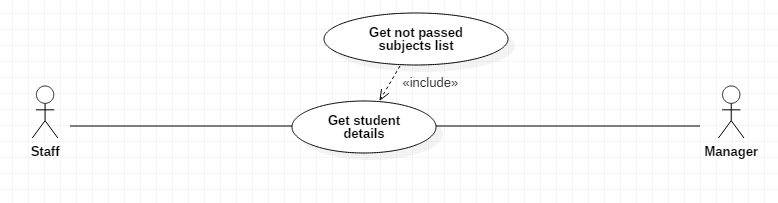 Get not passed
subjects list
«include»
Get student
details
Staff
Manager